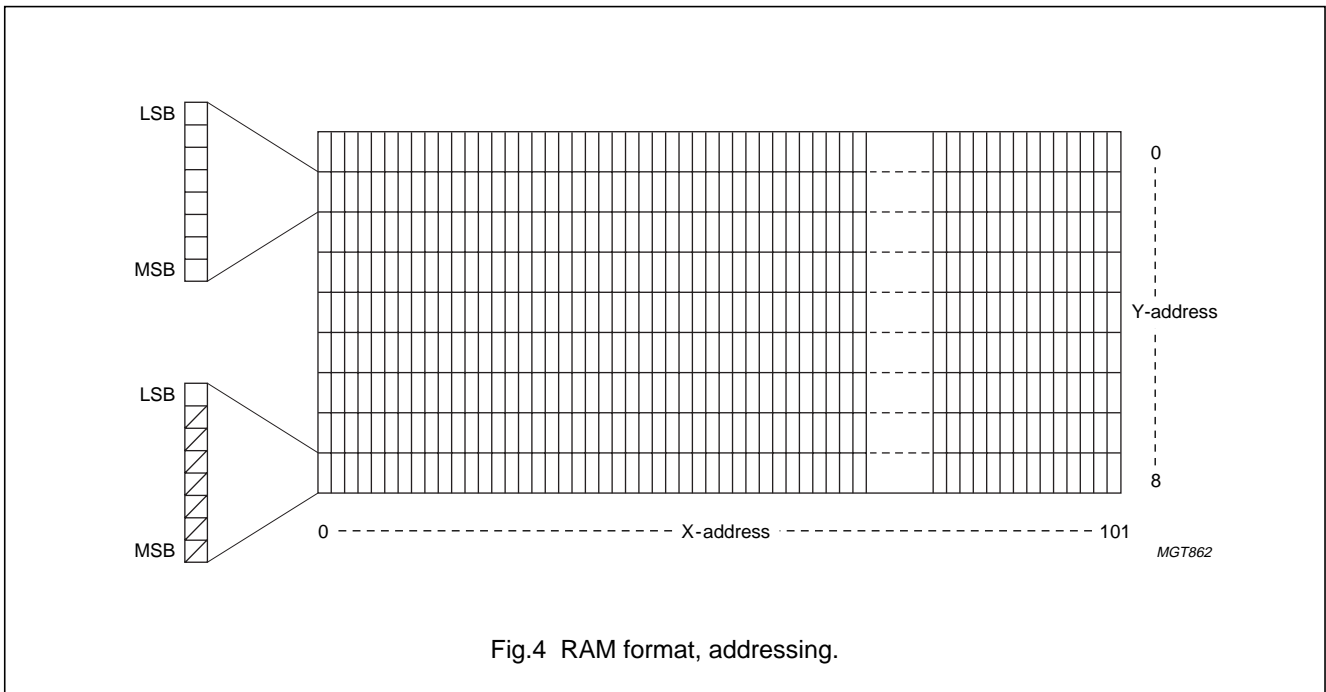 LSB
MSB
LSB
MSB
0
Y-address
8
0 X-address 101
MGT862
Fig.4 RAM format, addressing.